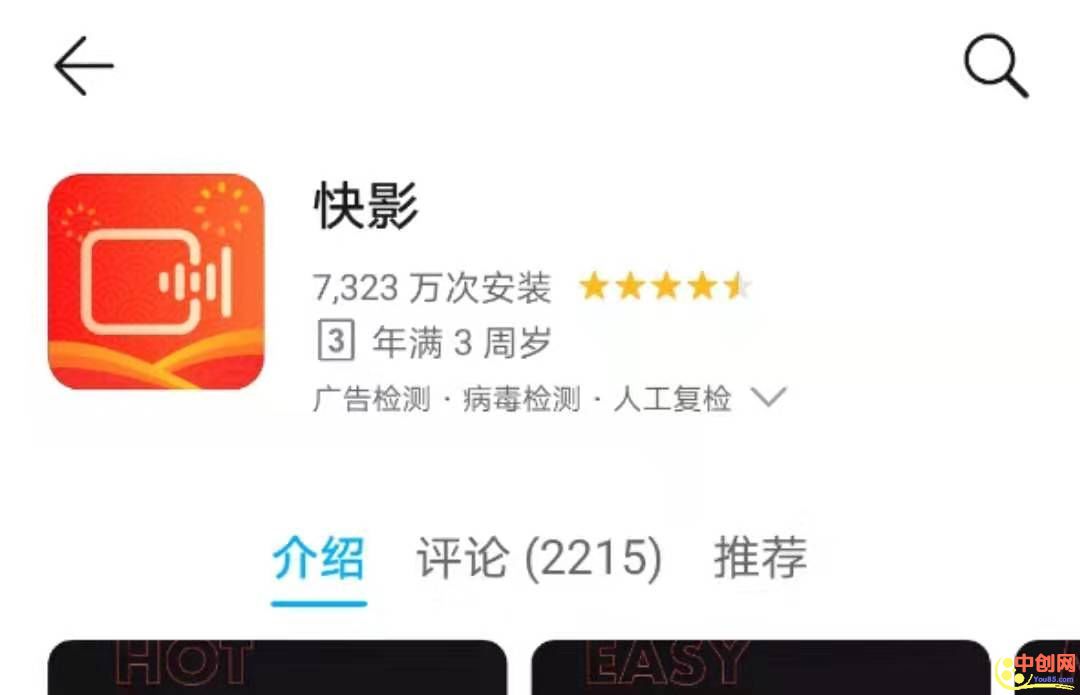 快影
7,323 万次安装
3 年满 3 周岁
广告检测 · 病毒检测 · 人工复检
介绍 评论 (2215) 推荐
HOT EASY
中创网
You85.com